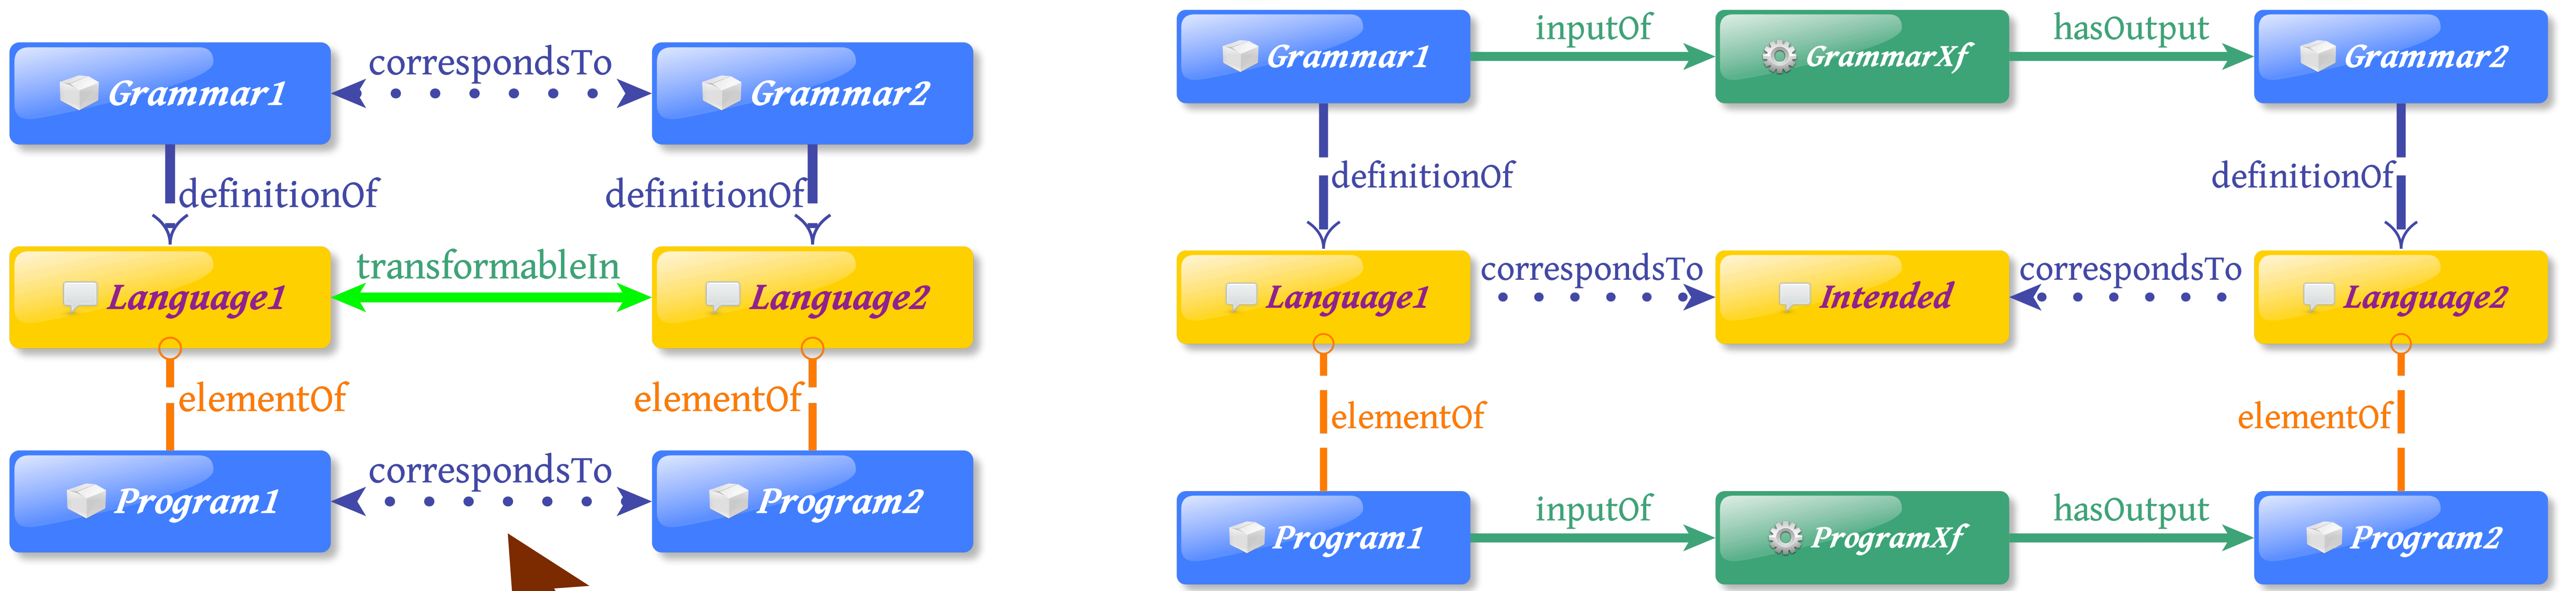 Grammar1 correspondsTo Grammar2
definitionOf definitionOf
Language1 transformableIn Language2
elementOf elementOf
Program1 correspondsTo Program2
Grammar1 inputOf GrammarXf hasOutput Grammar2
definitionOf definitionOf
Language1 correspondsTo Intended correspondsTo Language2
elementOf elementOf
Program1 inputOf ProgramXf hasOutput Program2